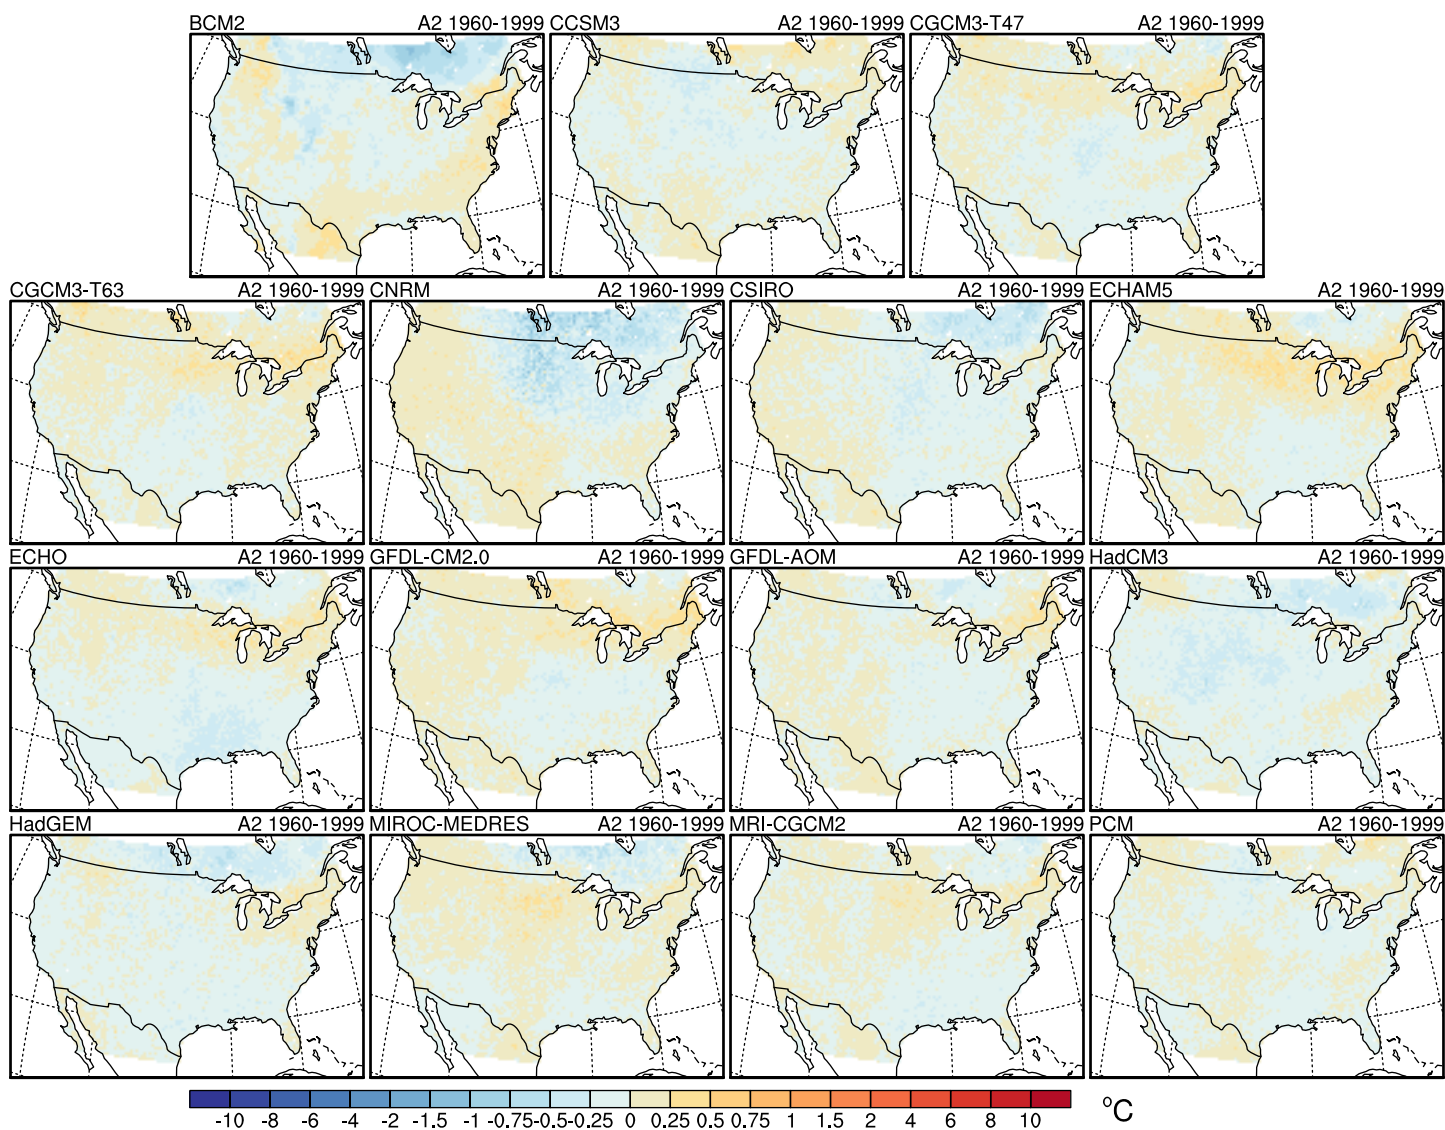 BCM2 A2 1960-1999 CCSM3 A2 1960-1999 CGCM3-T47 A2 1960-1999
CGCM3-T63 A2 1960-1999 CNRM A2 1960-1999 CSIRO A2 1960-1999 ECHAM5 A2 1960-1999
ECHO A2 1960-1999 GFDL-CM2.0 A2 1960-1999 GFDL-AOM A2 1960-1999 HadCM3 A2 1960-1999
HadGEM A2 1960-1999 MIROC-MEDRES A2 1960-1999 MRI-CGCM2 A2 1960-1999 PCM A2 1960-1999
-10 -8 -6 -4 -2 -1.5 -1 -0.75 -0.5 -0.25 0 0.25 0.5 0.75 1 1.5 2 4 6 8 10 °C